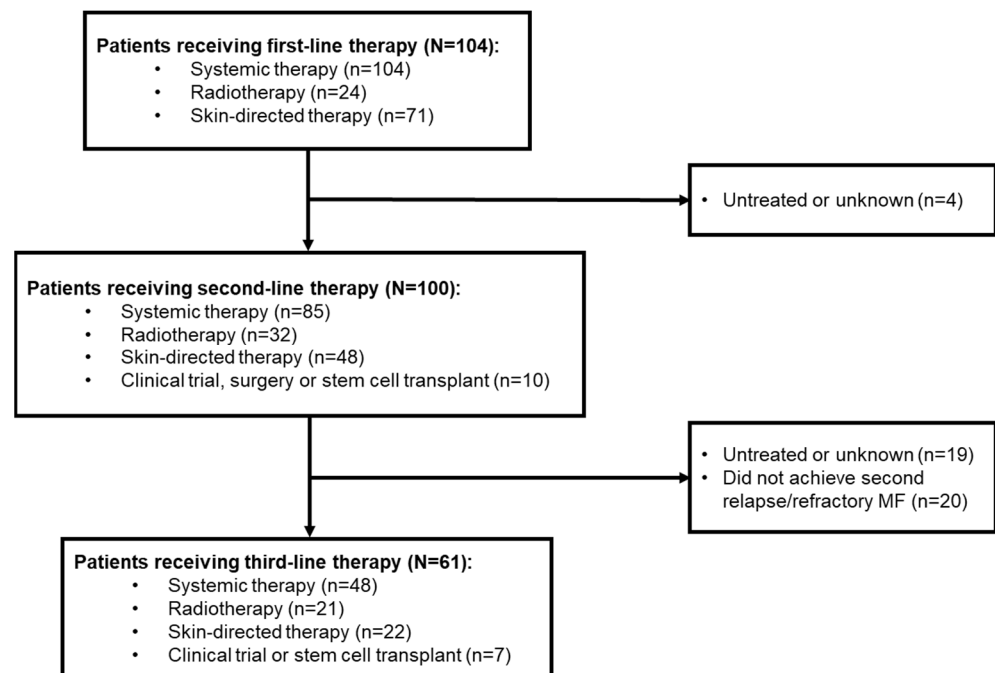 Patients receiving first-line therapy (N=104):
• Systemic therapy (n=104)
• Radiotherapy (n=24)
• Skin-directed therapy (n=71)
• Untreated or unknown (n=4)
Patients receiving second-line therapy (N=100):
• Systemic therapy (n=85)
• Radiotherapy (n=32)
• Skin-directed therapy (n=48)
• Clinical trial, surgery or stem cell transplant (n=10)
• Untreated or unknown (n=19)
• Did not achieve second
relapse/refractory MF (n=20)
Patients receiving third-line therapy (N=61):
• Systemic therapy (n=48)
• Radiotherapy (n=21)
• Skin-directed therapy (n=22)
• Clinical trial or stem cell transplant (n=7)